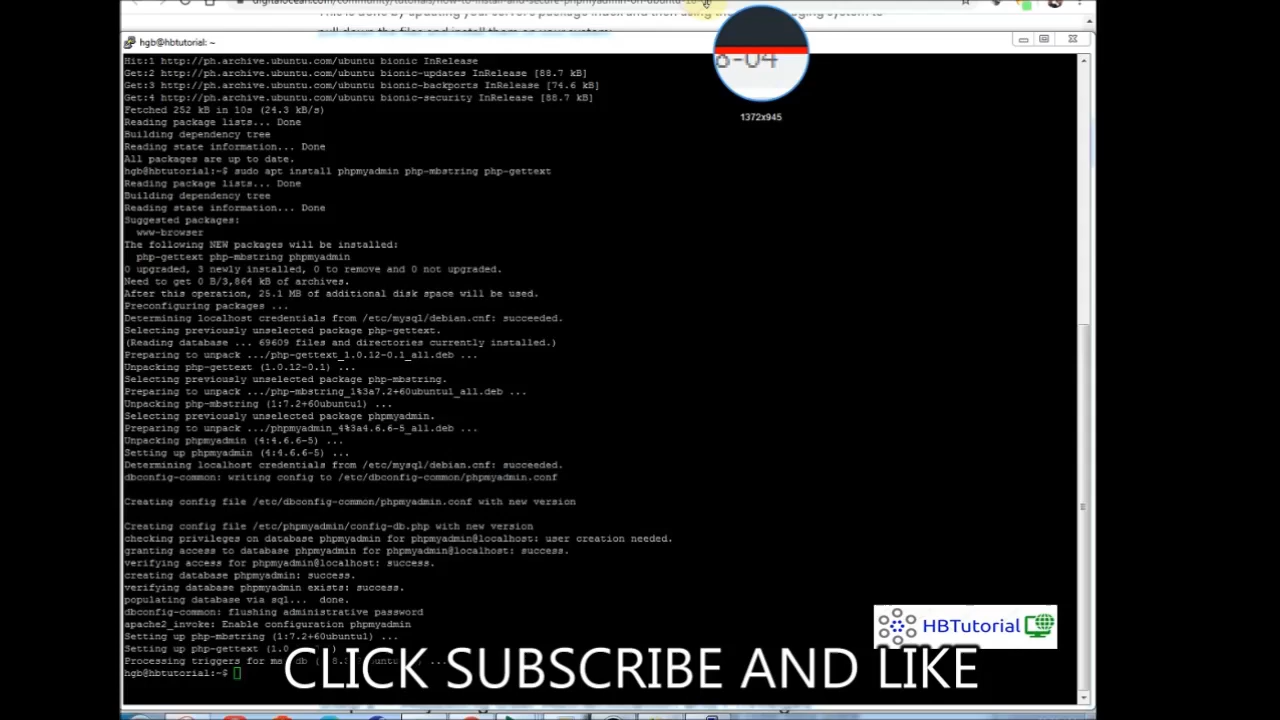 pull down the files and install them on your system:
hgb@hbtutorial: ~
8-04
1372x945
Hit:1 http://ph.archive.ubuntu.com/ubuntu bionic InRelease
Get:2 http://ph.archive.ubuntu.com/ubuntu bionic-updates InRelease [88.7 kB]
Get:3 http://ph.archive.ubuntu.com/ubuntu bionic-backports InRelease [74.6 kB]
Get:4 http://ph.archive.ubuntu.com/ubuntu bionic-security InRelease [88.7 kB]
Fetched 252 kB in 10s (24.3 kB/s)
Reading package lists... Done
Building dependency tree
Reading state information... Done
All packages are up to date.
hgb@hbtutorial:~$ sudo apt install phpmyadmin php-mbstring php-gettext
Reading package lists... Done
Building dependency tree
Reading state information... Done
Suggested packages:
www-browser
The following NEW packages will be installed:
php-gettext php-mbstring phpmyadmin
0 upgraded, 3 newly installed, 0 to remove and 0 not upgraded.
Need to get 0 B/3,864 kB of archives.
After this operation, 25.1 MB of additional disk space will be used.
Preconfiguring packages ...
Determining localhost credentials from /etc/mysql/debian.cnf: succeeded.
Selecting previously unselected package php-gettext.
(Reading database ... 69609 files and directories currently installed.)
Preparing to unpack .../php-gettext_1.0.12-0.1_all.deb ...
Unpacking php-gettext (1.0.12-0.1) ...
Selecting previously unselected package php-mbstring.
Preparing to unpack .../php-mbstring_1%3a7.2+60ubuntu1_all.deb ...
Unpacking php-mbstring (1:7.2+60ubuntu1) ...
Selecting previously unselected package phpmyadmin.
Preparing to unpack .../phpmyadmin_4%3a4.6.6-5_all.deb ...
Unpacking phpmyadmin (4:4.6.6-5) ...
Setting up phpmyadmin (4:4.6.6-5) ...
Determining localhost credentials from /etc/mysql/debian.cnf: succeeded.
dbconfig-common: writing config to /etc/dbconfig-common/phpmyadmin.conf
Creating config file /etc/dbconfig-common/phpmyadmin.conf with new version
Creating config file /etc/phpmyadmin/config-db.php with new version
checking privileges on database phpmyadmin for phpmyadmin@localhost: user creation needed.
granting access to database phpmyadmin for phpmyadmin@localhost: success.
verifying access for phpmyadmin@localhost: success.
creating database phpmyadmin: success.
verifying database phpmyadmin exists: success.
populating database via sql... done.
dbconfig-common: flushing administrative password
apache2_invoke: Enable configuration phpmyadmin
Setting up php-mbstring (1:7.2+60ubuntu1) ...
Setting up php-gettext
Processing triggers for
hgb@hbtutorial:~$
HBTutorial
CLICK SUBSCRIBE AND LIKE